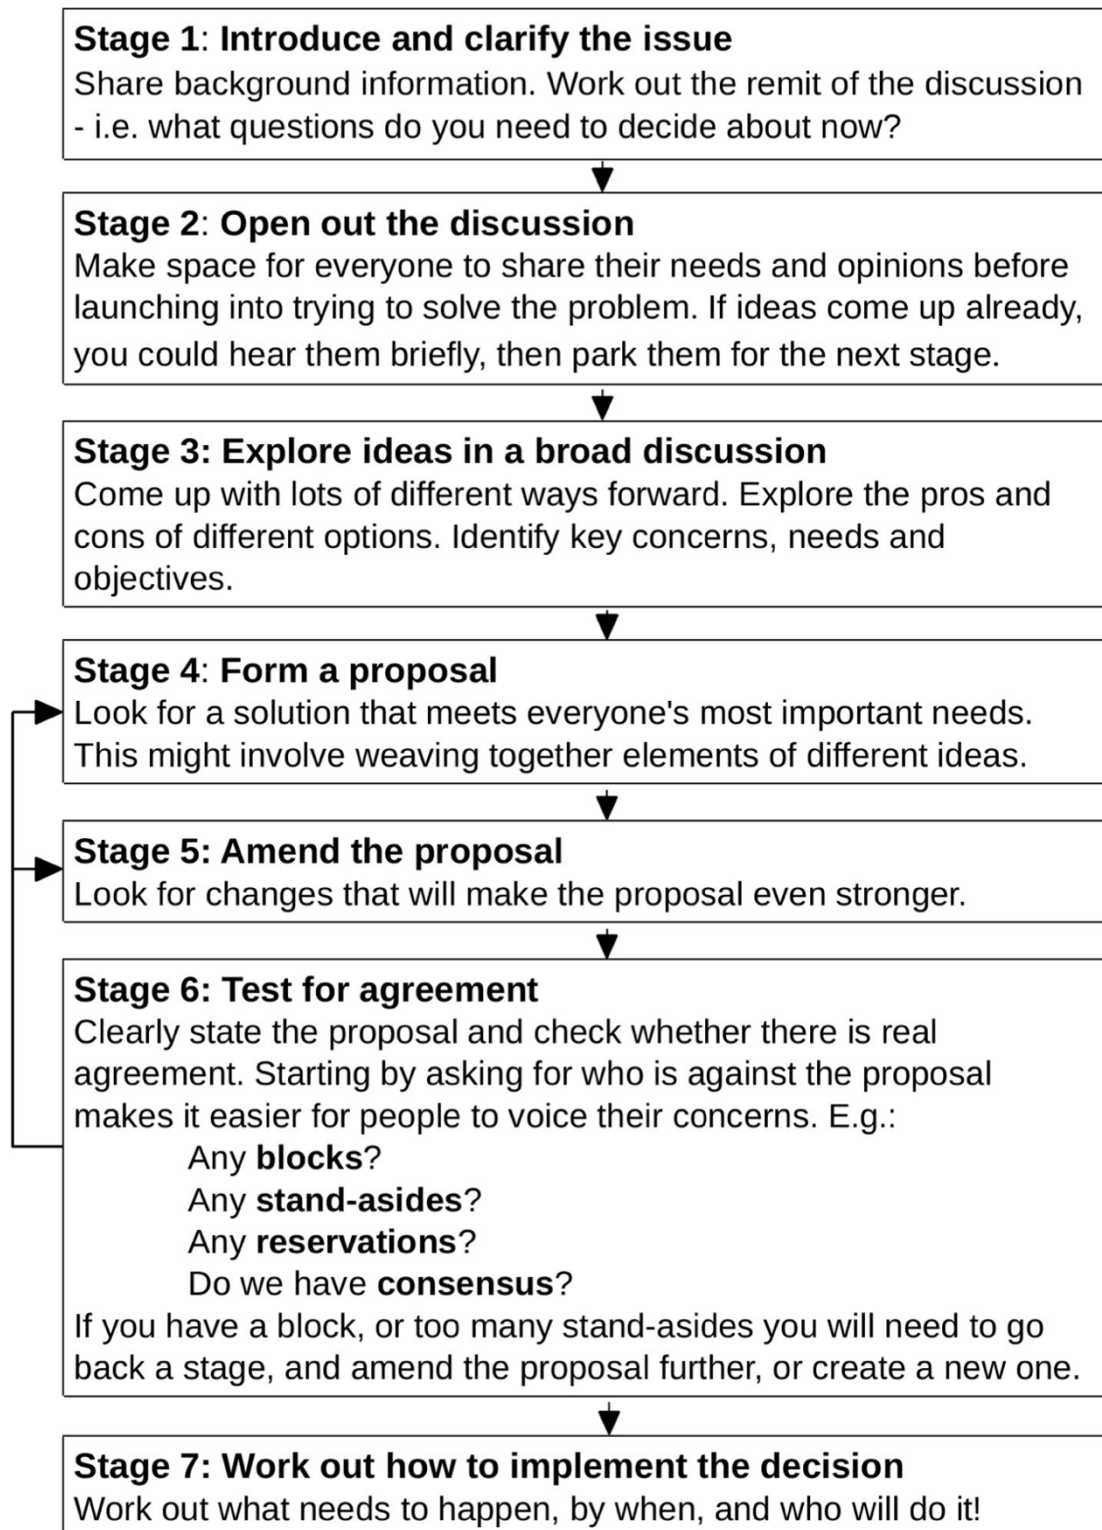 Stage 1: Introduce and clarify the issue
Share background information. Work out the remit of the discussion
- i.e. what questions do you need to decide about now?
Stage 2: Open out the discussion
Make space for everyone to share their needs and opinions before
launching into trying to solve the problem. If ideas come up already,
you could hear them briefly, then park them for the next stage.
Stage 3: Explore ideas in a broad discussion
Come up with lots of different ways forward. Explore the pros and
cons of different options. Identify key concerns, needs and
objectives.
Stage 4: Form a proposal
Look for a solution that meets everyone's most important needs.
This might involve weaving together elements of different ideas.
Stage 5: Amend the proposal
Look for changes that will make the proposal even stronger.
Stage 6: Test for agreement
Clearly state the proposal and check whether there is real
agreement. Starting by asking for who is against the proposal
makes it easier for people to voice their concerns. E.g.:
Any blocks?
Any stand-asides?
Any reservations?
Do we have consensus?
If you have a block, or too many stand-asides you will need to go
back a stage, and amend the proposal further, or create a new one.
Stage 7: Work out how to implement the decision
Work out what needs to happen, by when, and who will do it!